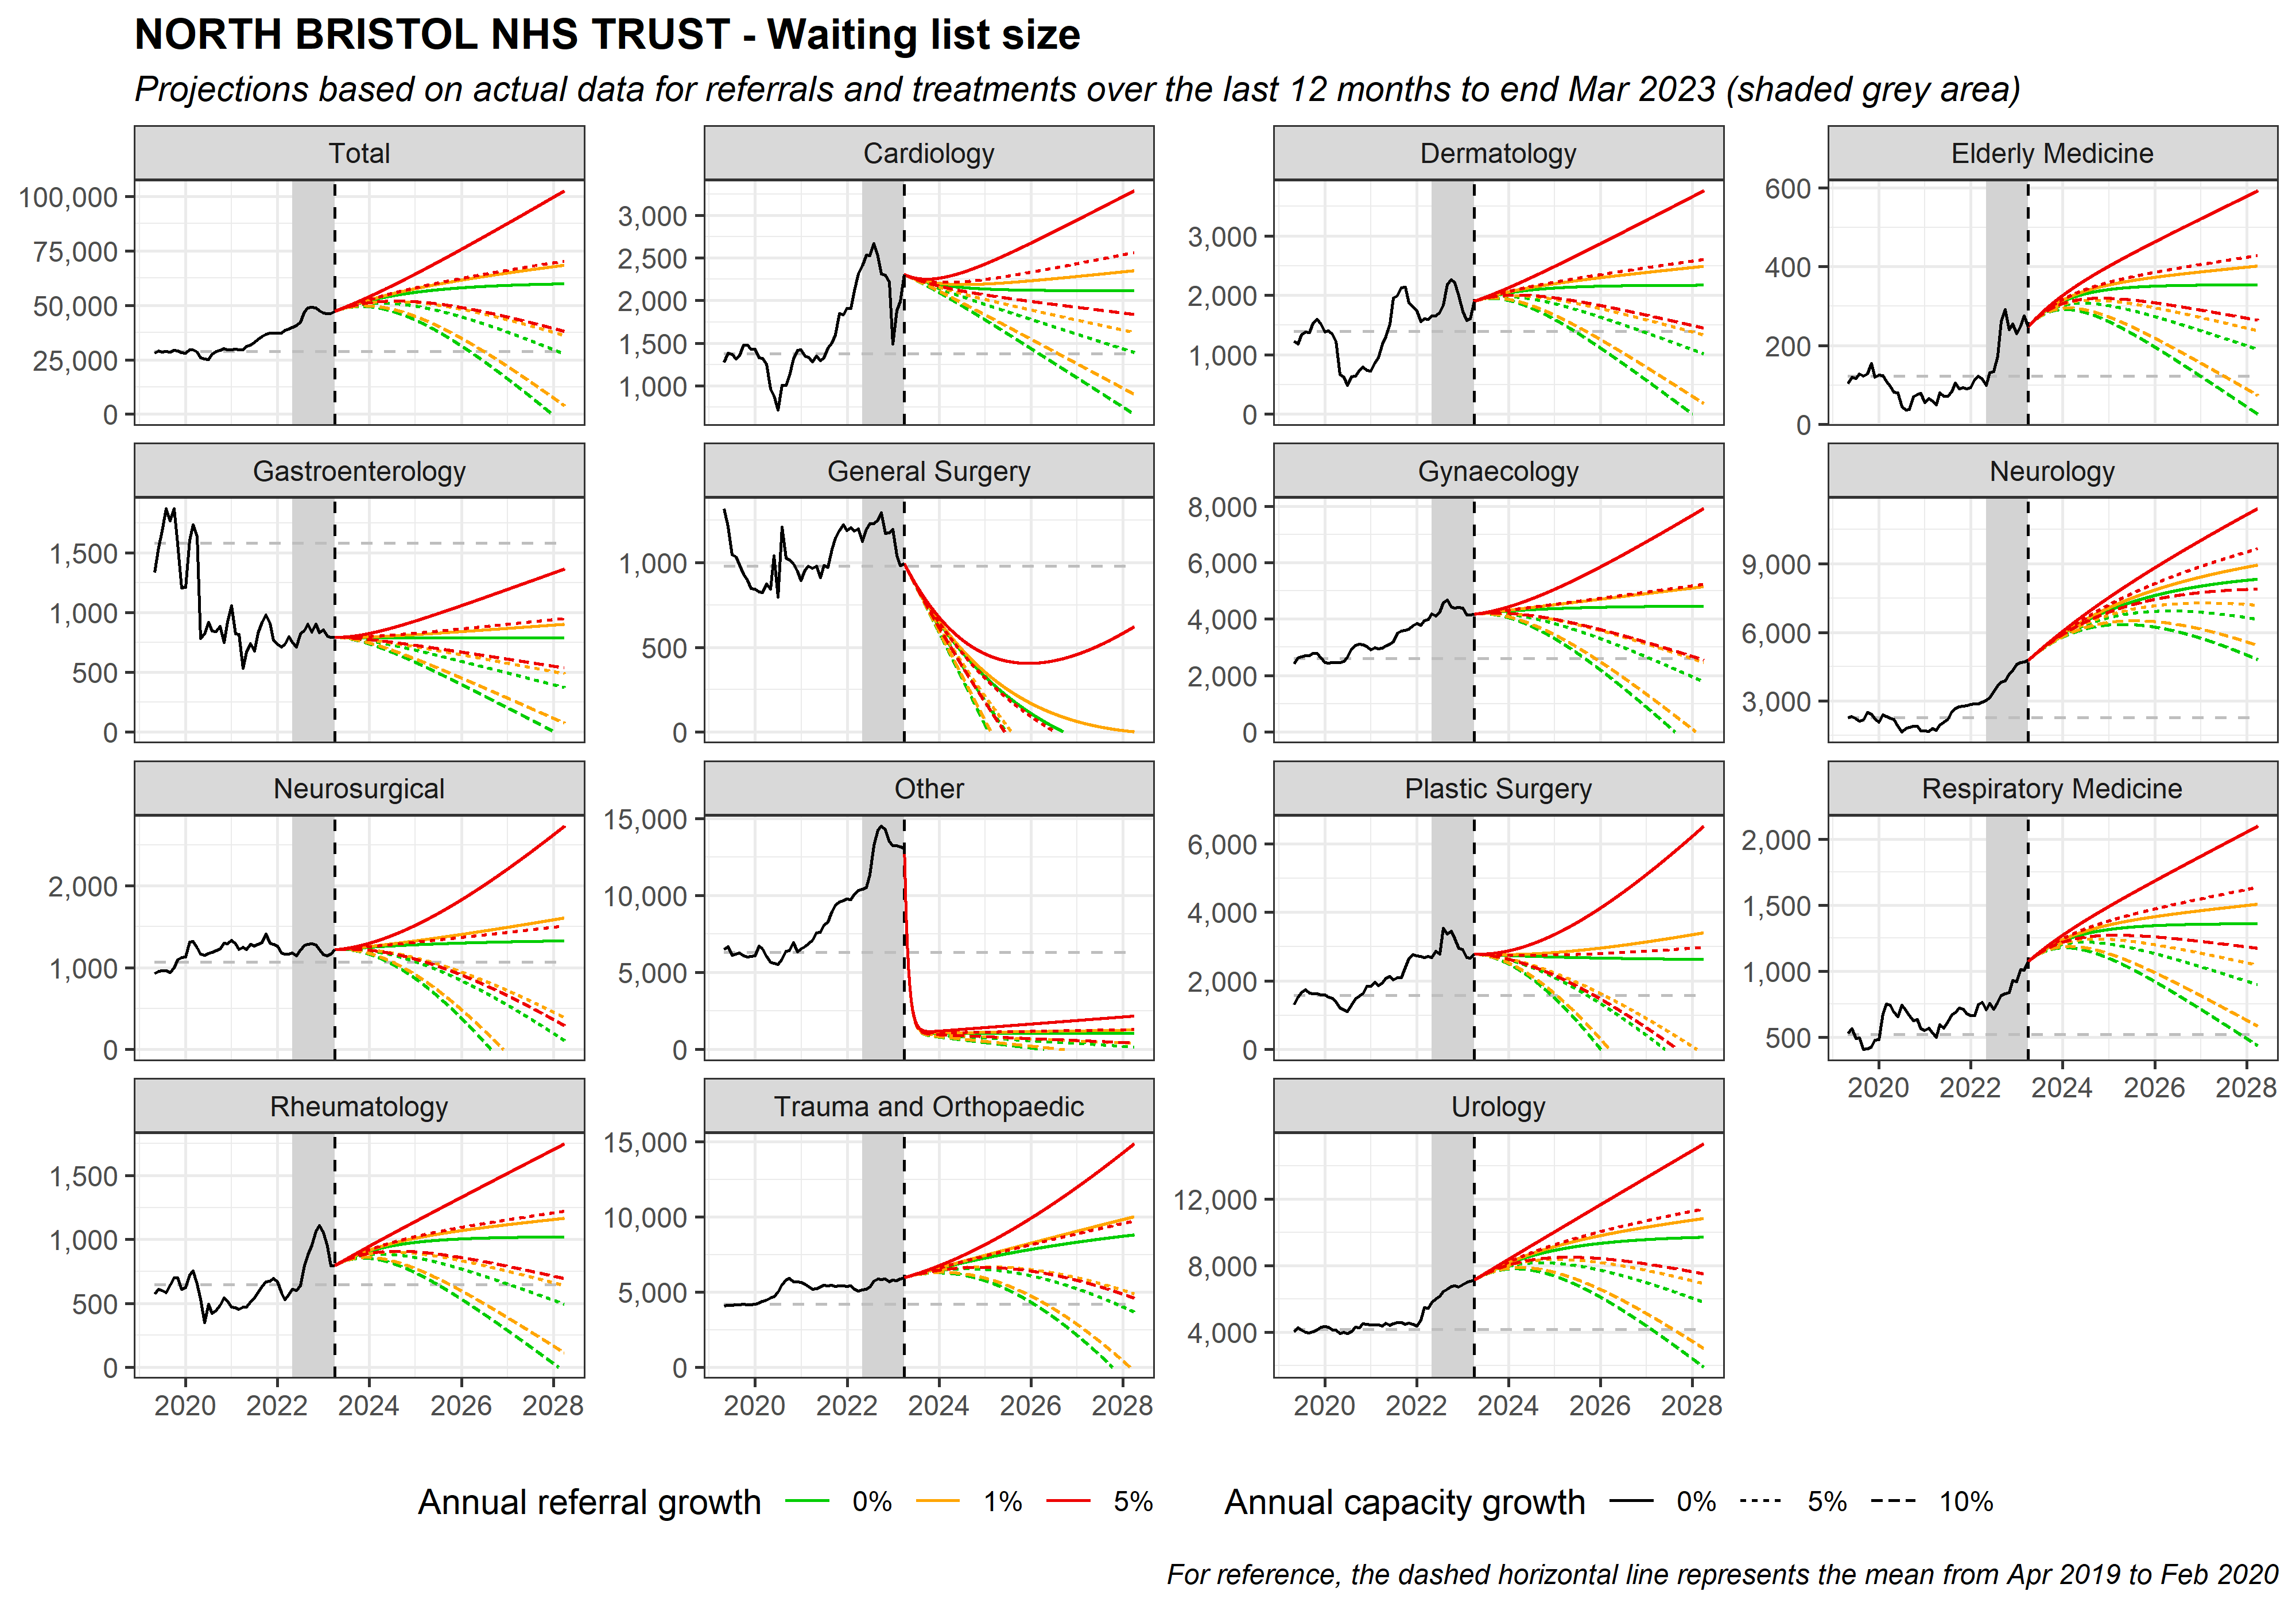 NORTH BRISTOL NHS TRUST - Waiting list size
Projections based on actual data for referrals and treatments over the last 12 months to end Mar 2023 (shaded grey area)
Total
Cardiology
Dermatology
Elderly Medicine
100,000
75,000
50,000
25,000
0
3,000
2,500
2,000
1,500
1,000
3,000
2,000
1,000
0
600
400
200
0
Gastroenterology
General Surgery
Gynaecology
Neurology
1,500
1,000
500
0
1,000
500
0
8,000
6,000
4,000
2,000
0
9,000
6,000
3,000
Neurosurgical
Other
Plastic Surgery
Respiratory Medicine
2,000
1,000
0
15,000
10,000
5,000
0
6,000
4,000
2,000
0
2,000
1,500
1,000
500
2020 2022 2024 2026 2028
Rheumatology
Trauma and Orthopaedic
Urology
1,500
1,000
500
0
15,000
10,000
5,000
0
12,000
8,000
4,000
2020 2022 2024 2026 2028
2020 2022 2024 2026 2028
2020 2022 2024 2026 2028
Annual referral growth 0% 1% 5% Annual capacity growth 0% 5% 10%
For reference, the dashed horizontal line represents the mean from Apr 2019 to Feb 2020